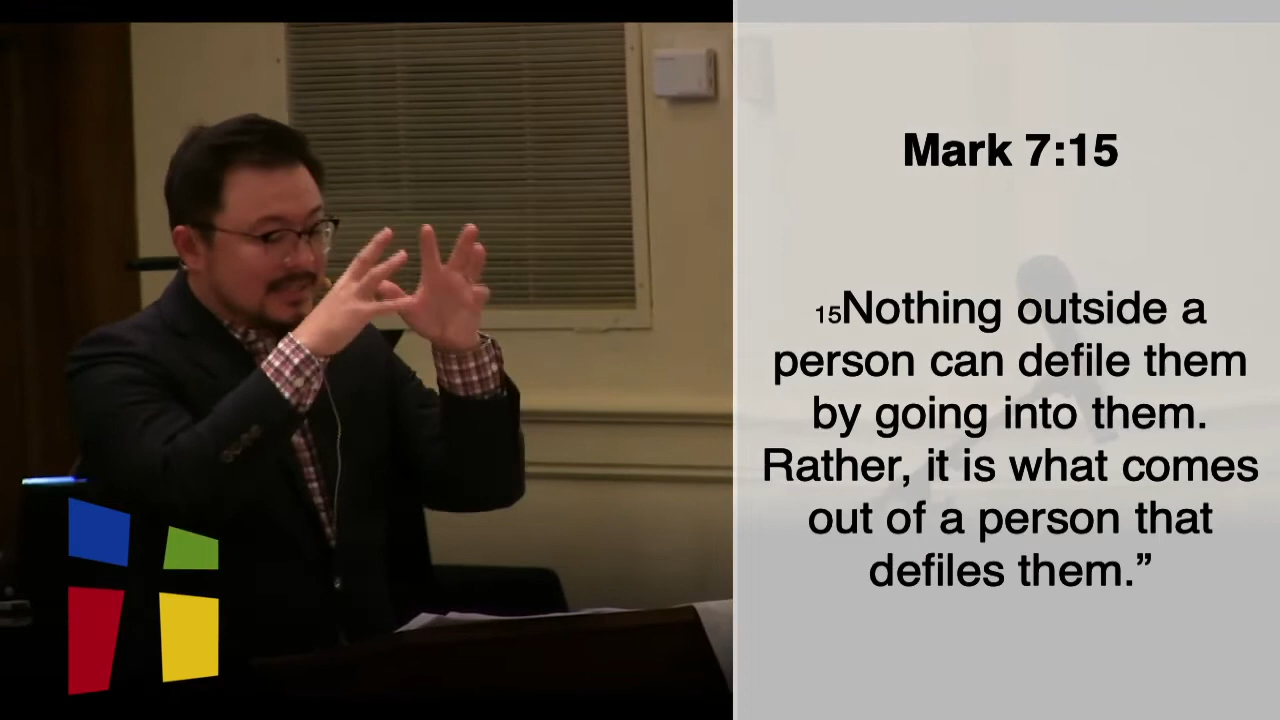 Mark 7:15
15Nothing outside a
person can defile them
by going into them.
Rather, it is what comes
out of a person that
defiles them.”